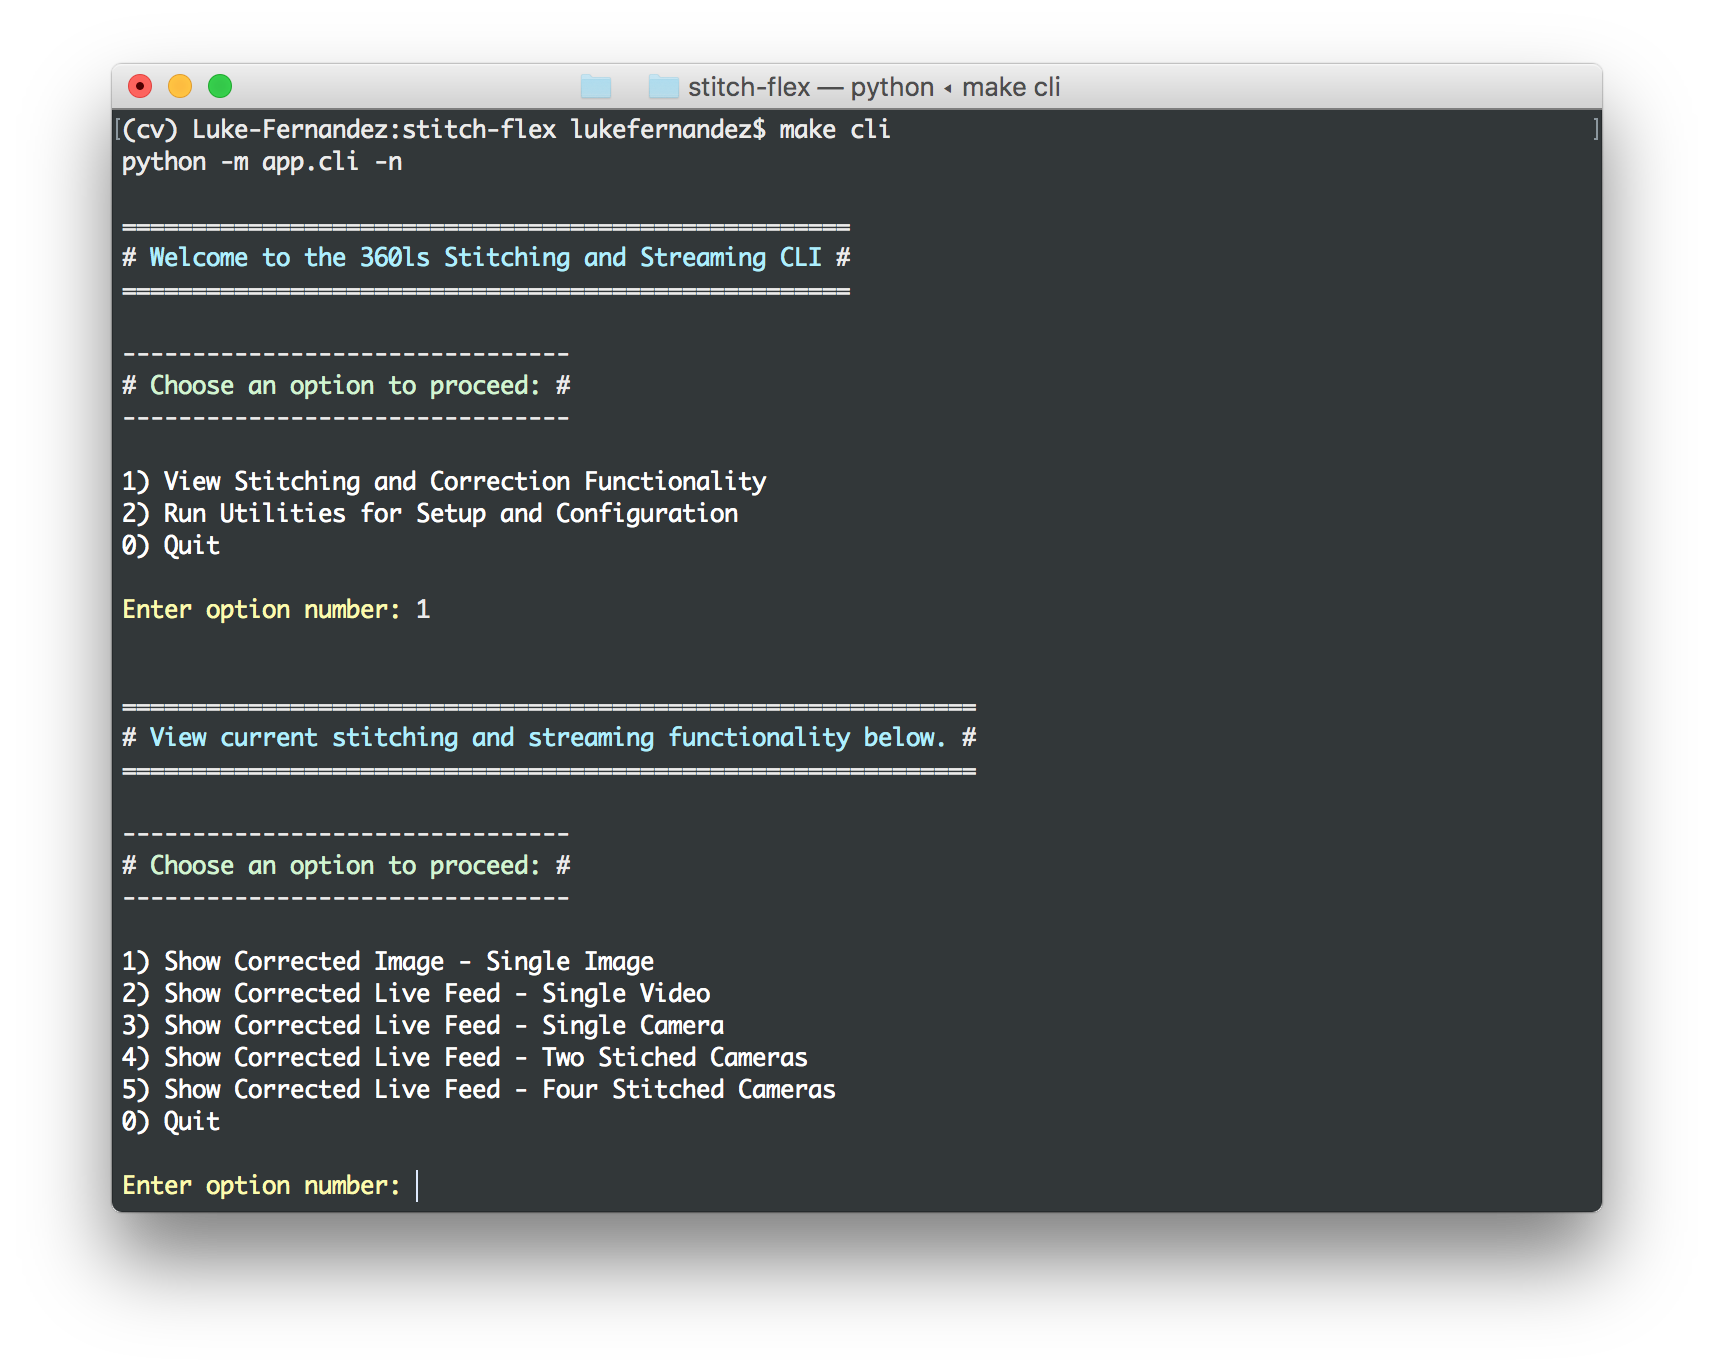 stitch-flex — python ◂ make cli
[(cv) Luke-Fernandez:stitch-flex lukefernandez$ make cli ]
python -m app.cli -n
====================================================
# Welcome to the 360ls Stitching and Streaming CLI #
====================================================
--------------------------------
# Choose an option to proceed: #
--------------------------------
1) View Stitching and Correction Functionality
2) Run Utilities for Setup and Configuration
0) Quit
Enter option number: 1
=============================================================
# View current stitching and streaming functionality below. #
=============================================================
--------------------------------
# Choose an option to proceed: #
--------------------------------
1) Show Corrected Image - Single Image
2) Show Corrected Live Feed - Single Video
3) Show Corrected Live Feed - Single Camera
4) Show Corrected Live Feed - Two Stiched Cameras
5) Show Corrected Live Feed - Four Stitched Cameras
0) Quit
Enter option number: